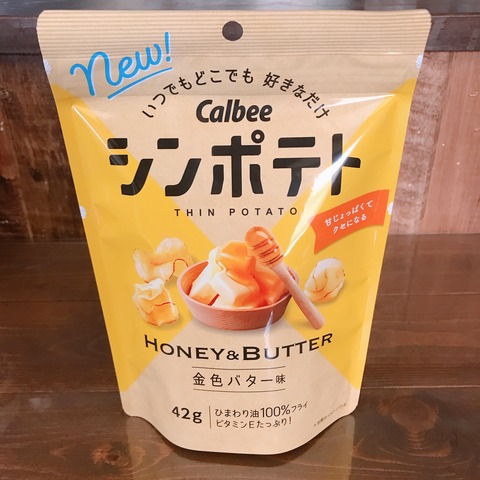 New!
いつでもどこでも 好きなだけ
Calbee
シンポテト
THIN POTATO
甘じょっぱくて
クセになる
HONEY&BUTTER
金色バター味
42g
ひまわり油100%フライ
ビタミンEたっぷり!